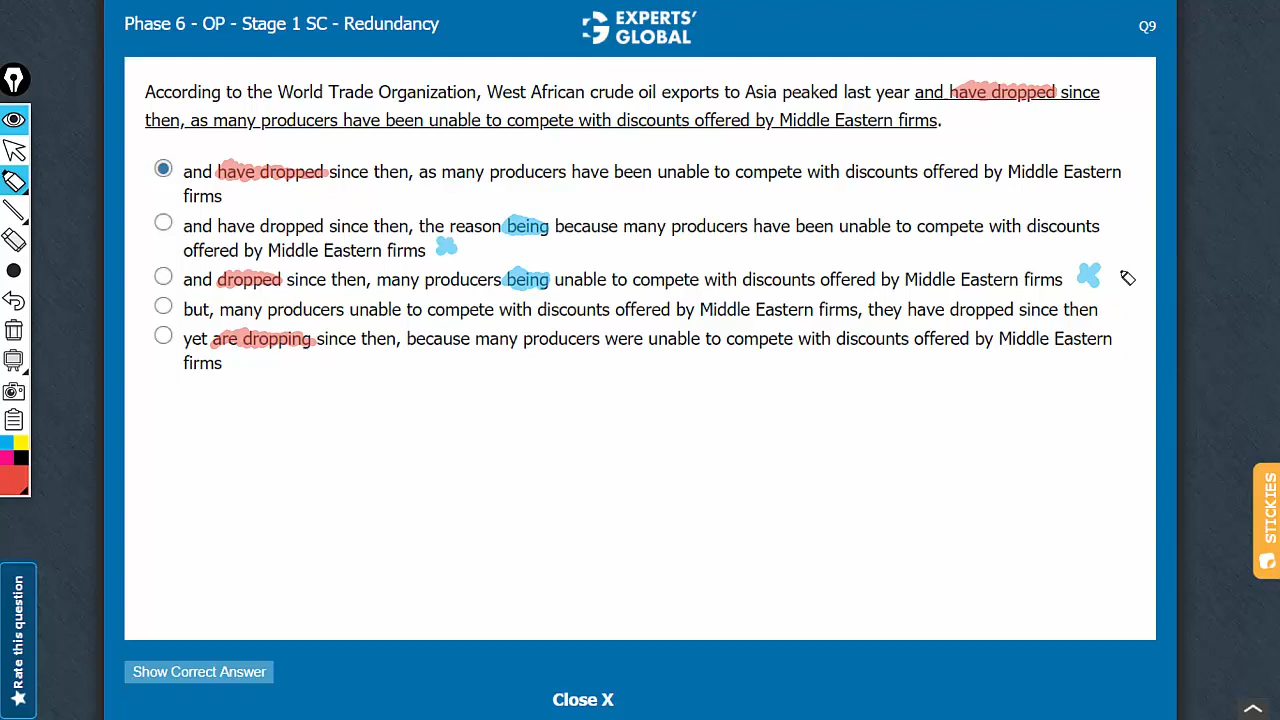 Phase 6 - OP - Stage 1 SC - Redundancy
EXPERTS'
GLOBAL
Q9
According to the World Trade Organization, West African crude oil exports to Asia peaked last year and have dropped since
then, as many producers have been unable to compete with discounts offered by Middle Eastern firms.
and have dropped since then, as many producers have been unable to compete with discounts offered by Middle Eastern
firms
and have dropped since then, the reason being because many producers have been unable to compete with discounts
offered by Middle Eastern firms
and dropped since then, many producers being unable to compete with discounts offered by Middle Eastern firms
but, many producers unable to compete with discounts offered by Middle Eastern firms, they have dropped since then
yet are dropping since then, because many producers were unable to compete with discounts offered by Middle Eastern
firms
STICKIES
Rate this question
Show Correct Answer
Close X